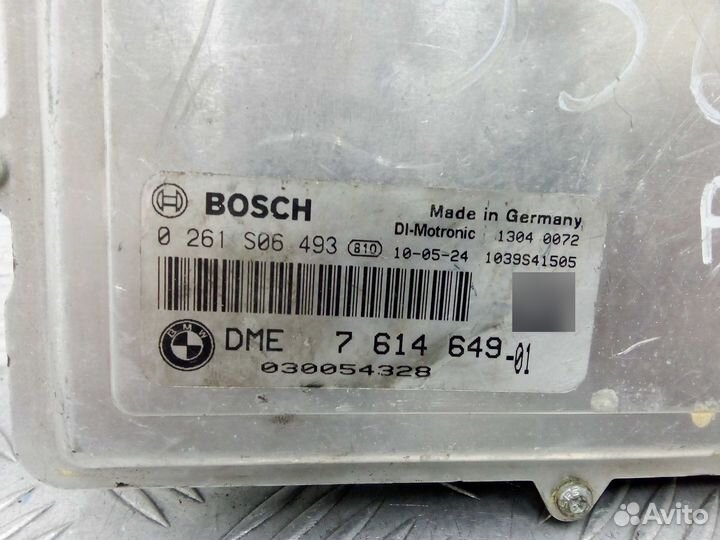 BOSCH
Made in Germany
DI-Motronic 1304 0072
0 261 S06 493 810 10-05-24 1039S41505
BMW
DME 7 614 649-01
030054328
Avito